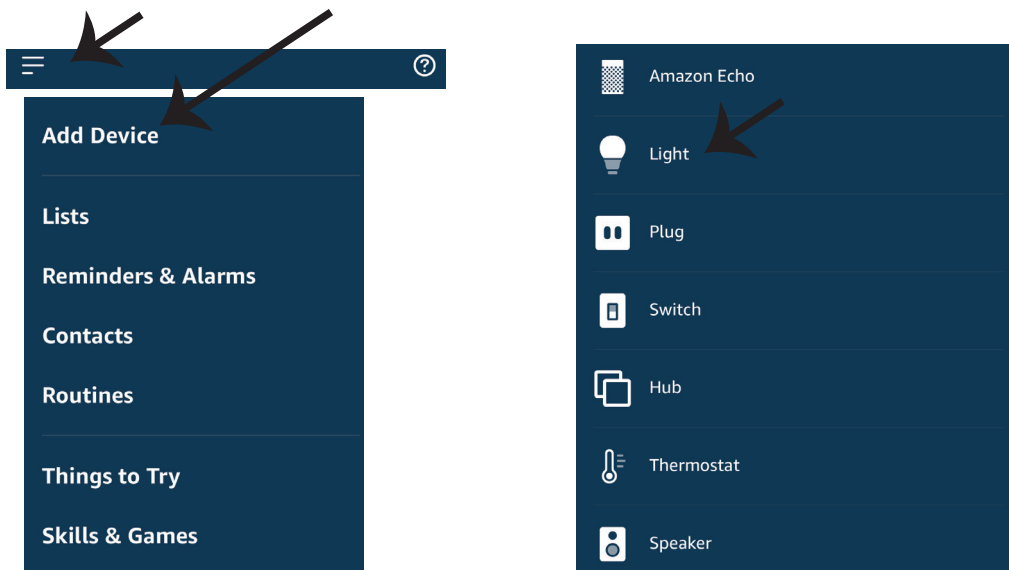 ?
Add Device
Lists
Reminders & Alarms
Contacts
Routines
Things to Try
Skills & Games
Amazon Echo
Light
Plug
Switch
Hub
Thermostat
Speaker